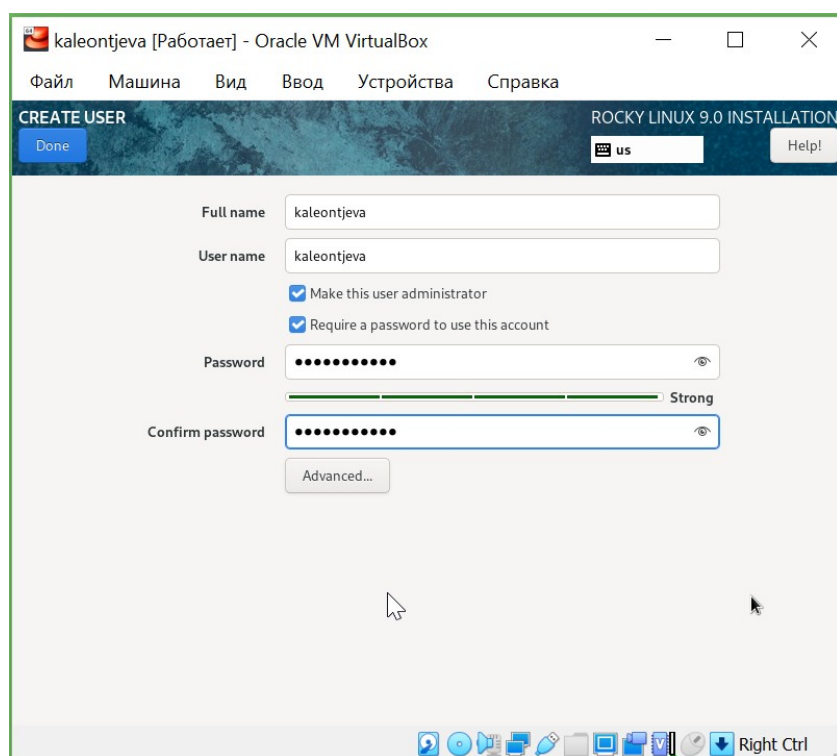 kaleontjeva [Работает] - Oracle VM VirtualBox
Файл Машина Вид Ввод Устройства Справка
CREATE USER
ROCKY LINUX 9.0 INSTALLATION
Done
us
Help!
Full name
kaleontjeva
User name
kaleontjeva
Make this user administrator
Require a password to use this account
Password
●●●●●●●●●●●
Strong
Confirm password
●●●●●●●●●●●
Advanced...
Right Ctrl